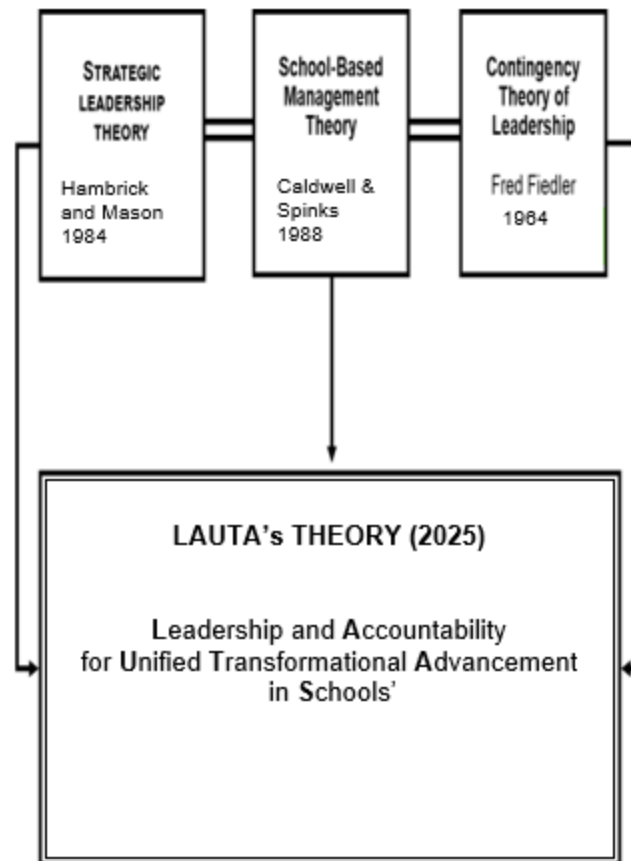 STRATEGIC
LEADERSHIP
THEORY
Hambrick
and Mason
1984
School-Based
Management
Theory
Caldwell &
Spinks
1988
Contingency
Theory of
Leadership
Fred Fiedler
1964
LAUTA's THEORY (2025)
Leadership and Accountability
for Unified Transformational Advancement
in Schools'